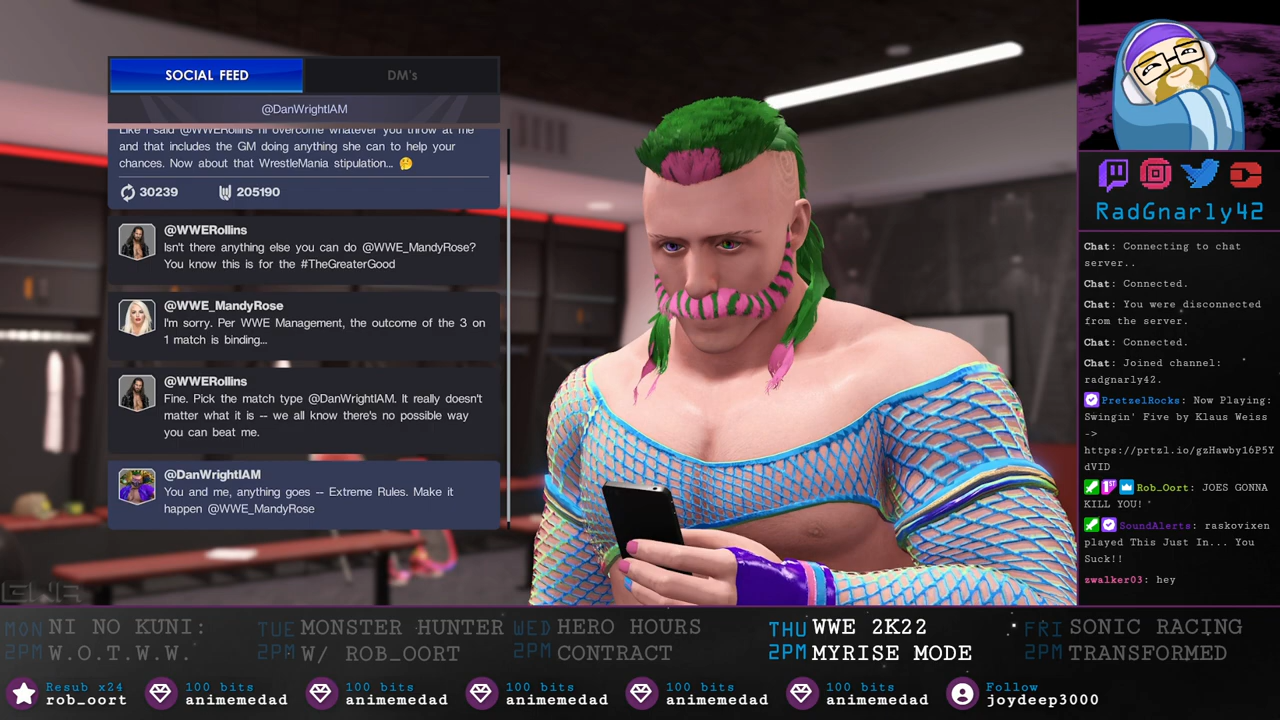 SOCIAL FEED
DM's
@DanWrightIAM
Like I said @WWERollins I'll overcome whatever you throw at me
and that includes the GM doing anything she can to help your
chances. Now about that WrestleMania stipulation... 🤔
30239
205190
@WWERollins
Isn't there anything else you can do @WWE_MandyRose?
You know this is for the #TheGreaterGood
@WWE_MandyRose
I'm sorry. Per WWE Management, the outcome of the 3 on
1 match is binding...
@WWERollins
Fine. Pick the match type @DanWrightIAM. It really doesn't
matter what it is -- we all know there's no possible way
you can beat me.
@DanWrightIAM
You and me, anything goes -- Extreme Rules. Make it
happen @WWE_MandyRose
RadGnarly42
Chat: Connecting to chat
server..
Chat: Connected.
Chat: You were disconnected
from the server.
Chat: Connected.
Chat: Joined channel:
radgnarly42.
PretzelRocks: Now Playing:
Swingin' Five by Klaus Weiss
->
https://prtzl.io/gzHawby16P5Y
dVID
1ST Rob_Oort: JOES GONNA
KILL YOU!
SoundAlerts: raskovixen
played This Just In... You
Suck!!
zwalker03: hey
MON NI NO KUNI:
2PM W.O.T.W.W.
TUE MONSTER HUNTER
2PM W/ ROB_OORT
WED HERO HOURS
2PM CONTRACT
THU WWE 2K22
2PM MYRISE MODE
FRI SONIC RACING
2PM TRANSFORMED
Resub x24
rob_oort
100 bits
animemedad
100 bits
animemedad
100 bits
animemedad
100 bits
animemedad
100 bits
animemedad
Follow
joydeep3000